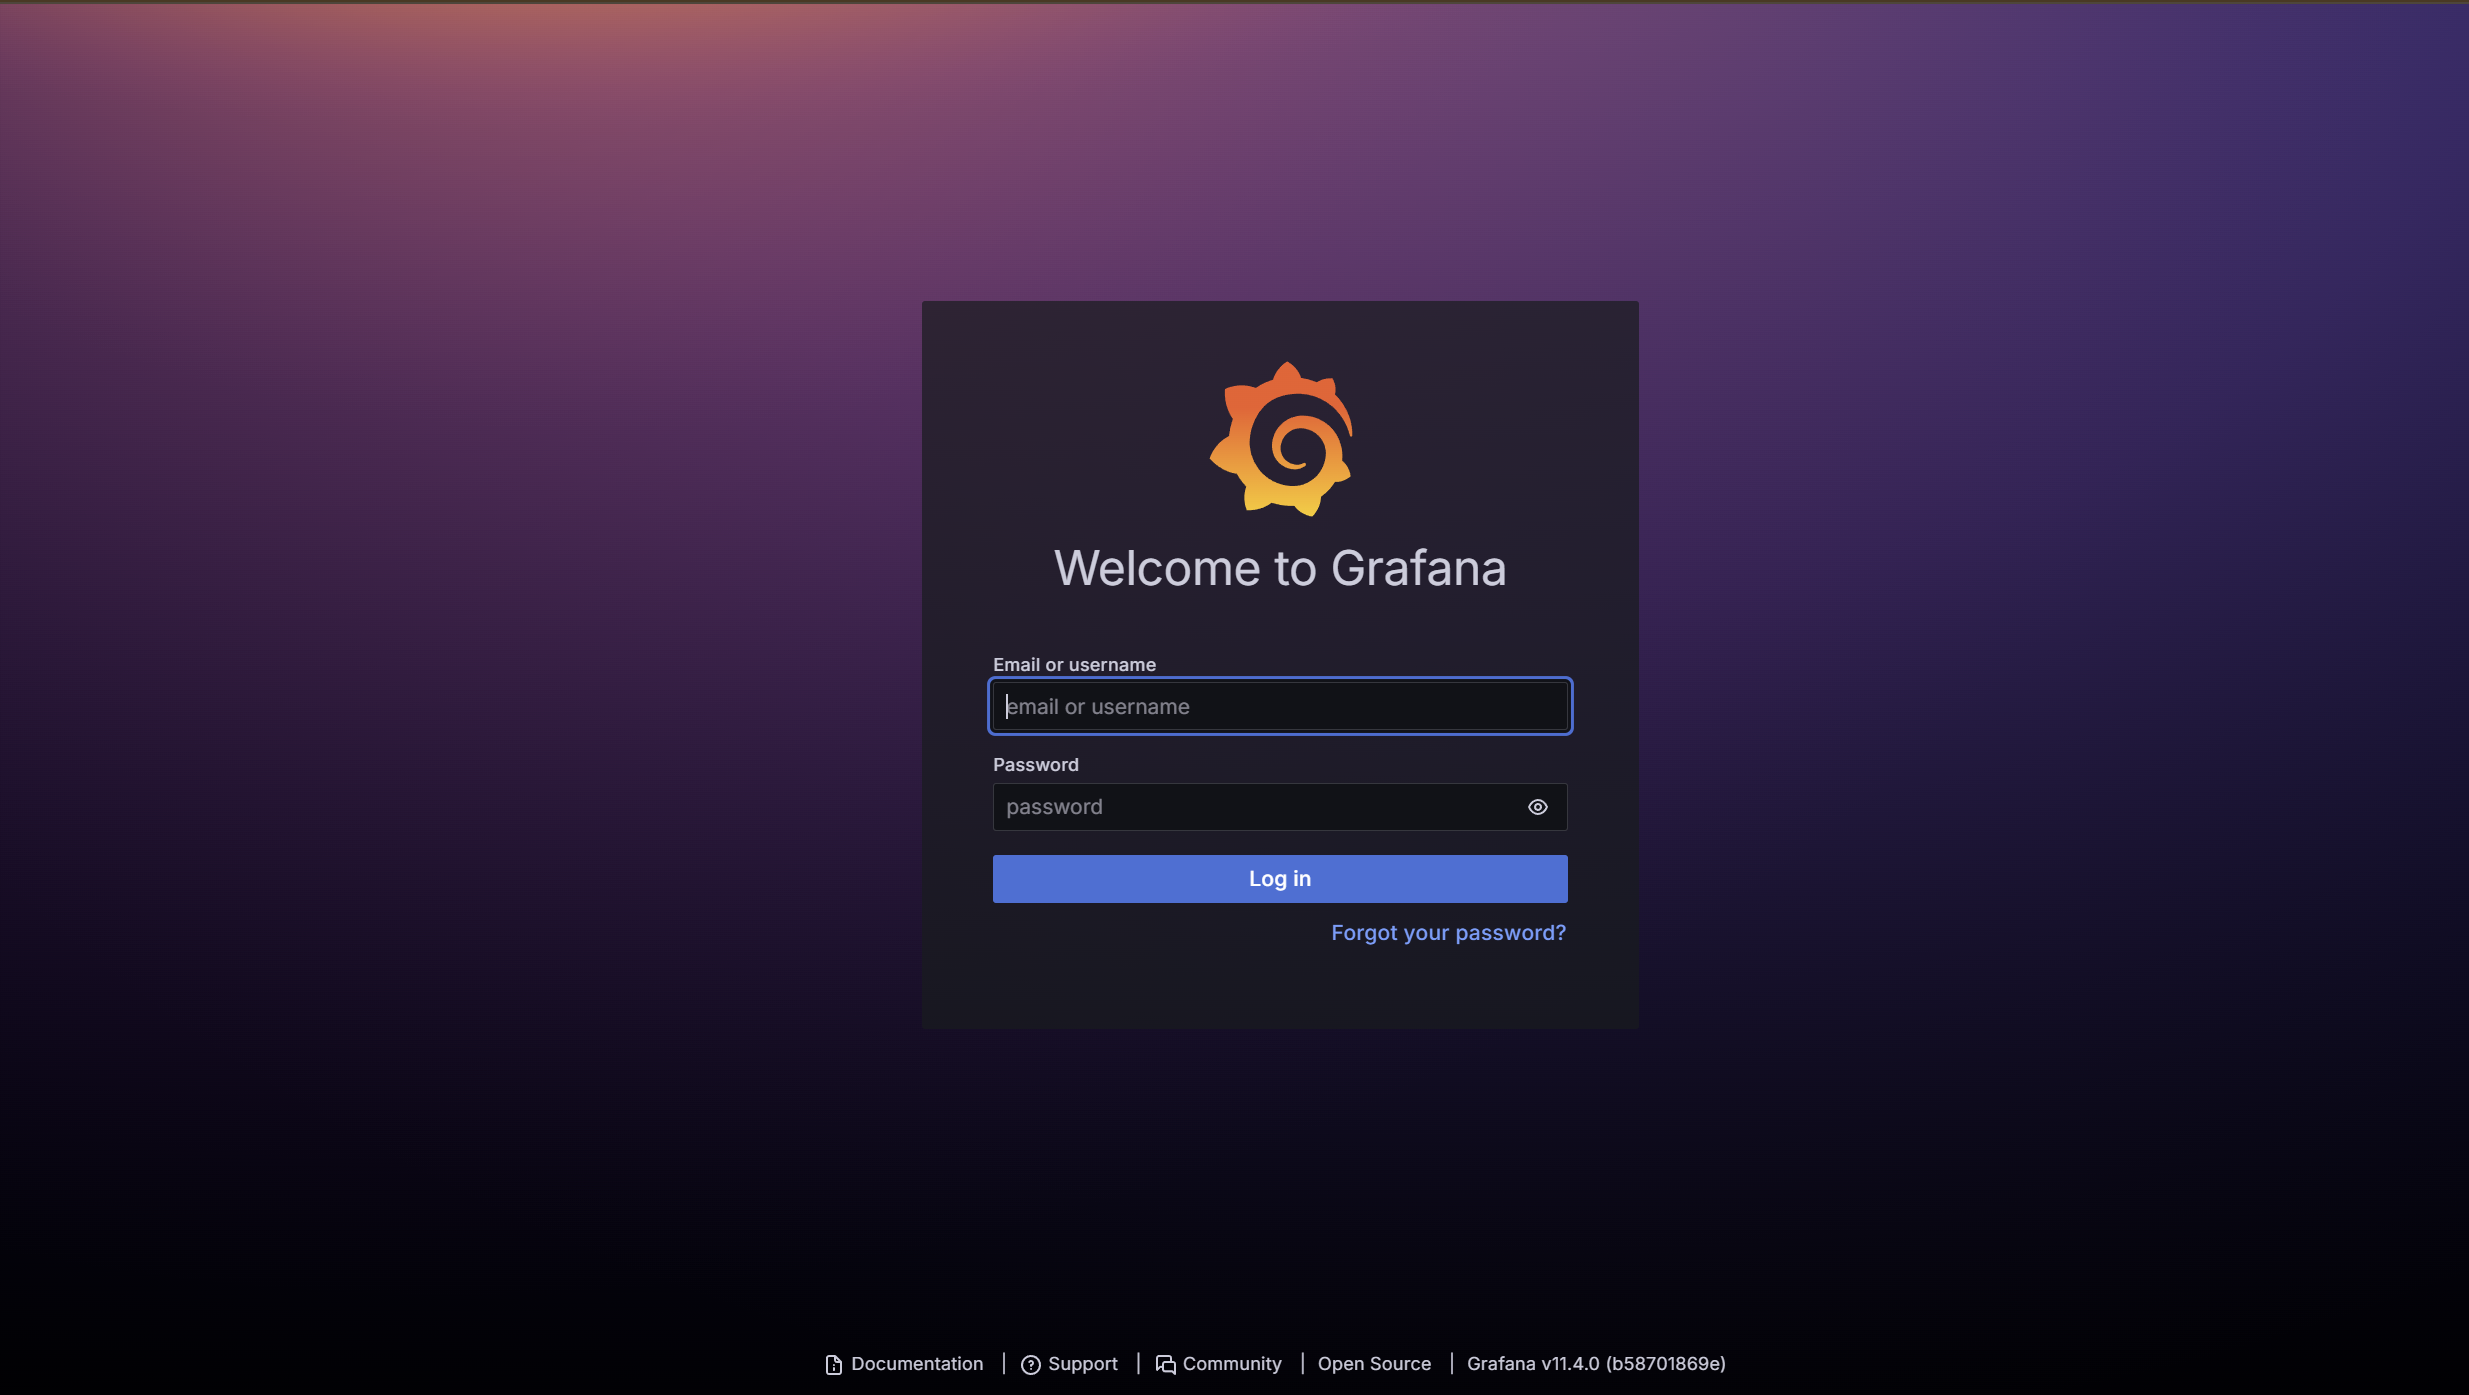 Welcome to Grafana
Email or username
email or username
Password
password
Log in
Forgot your password?
Documentation | Support | Community | Open Source | Grafana v11.4.0 (b58701869e)